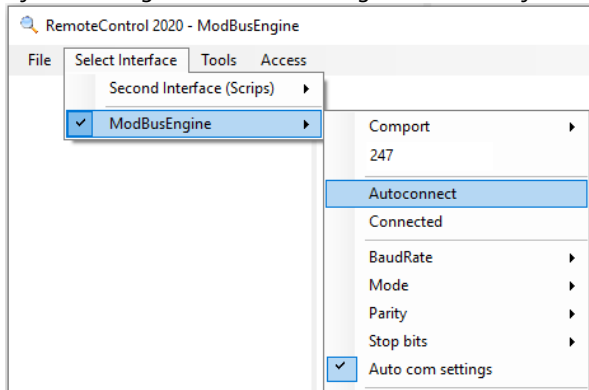 RemoteControl 2020 - ModBusEngine
File Select Interface Tools Access
Second Interface (Scrips)
ModBusEngine
Comport
247
Autoconnect
Connected
BaudRate
Mode
Parity
Stop bits
Auto com settings